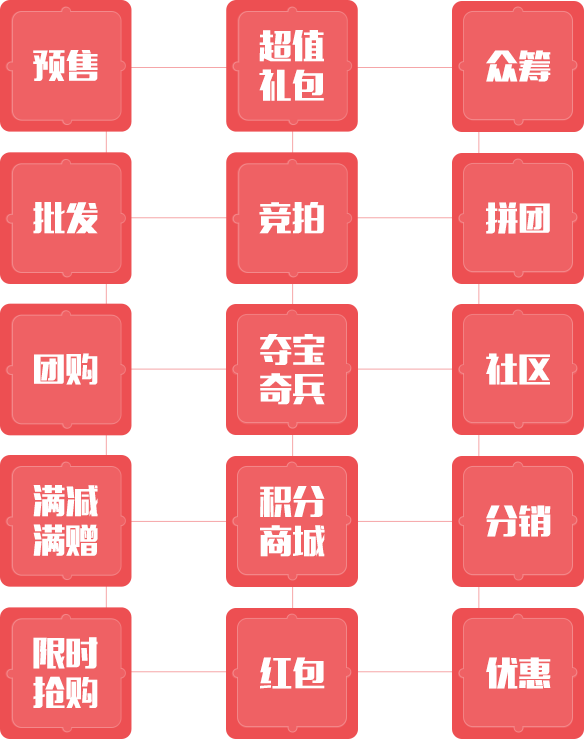 预售
超值
礼包
众筹
批发
竞拍
拼团
团购
夺宝
奇兵
社区
满减
满赠
积分
商城
分销
限时
抢购
红包
优惠